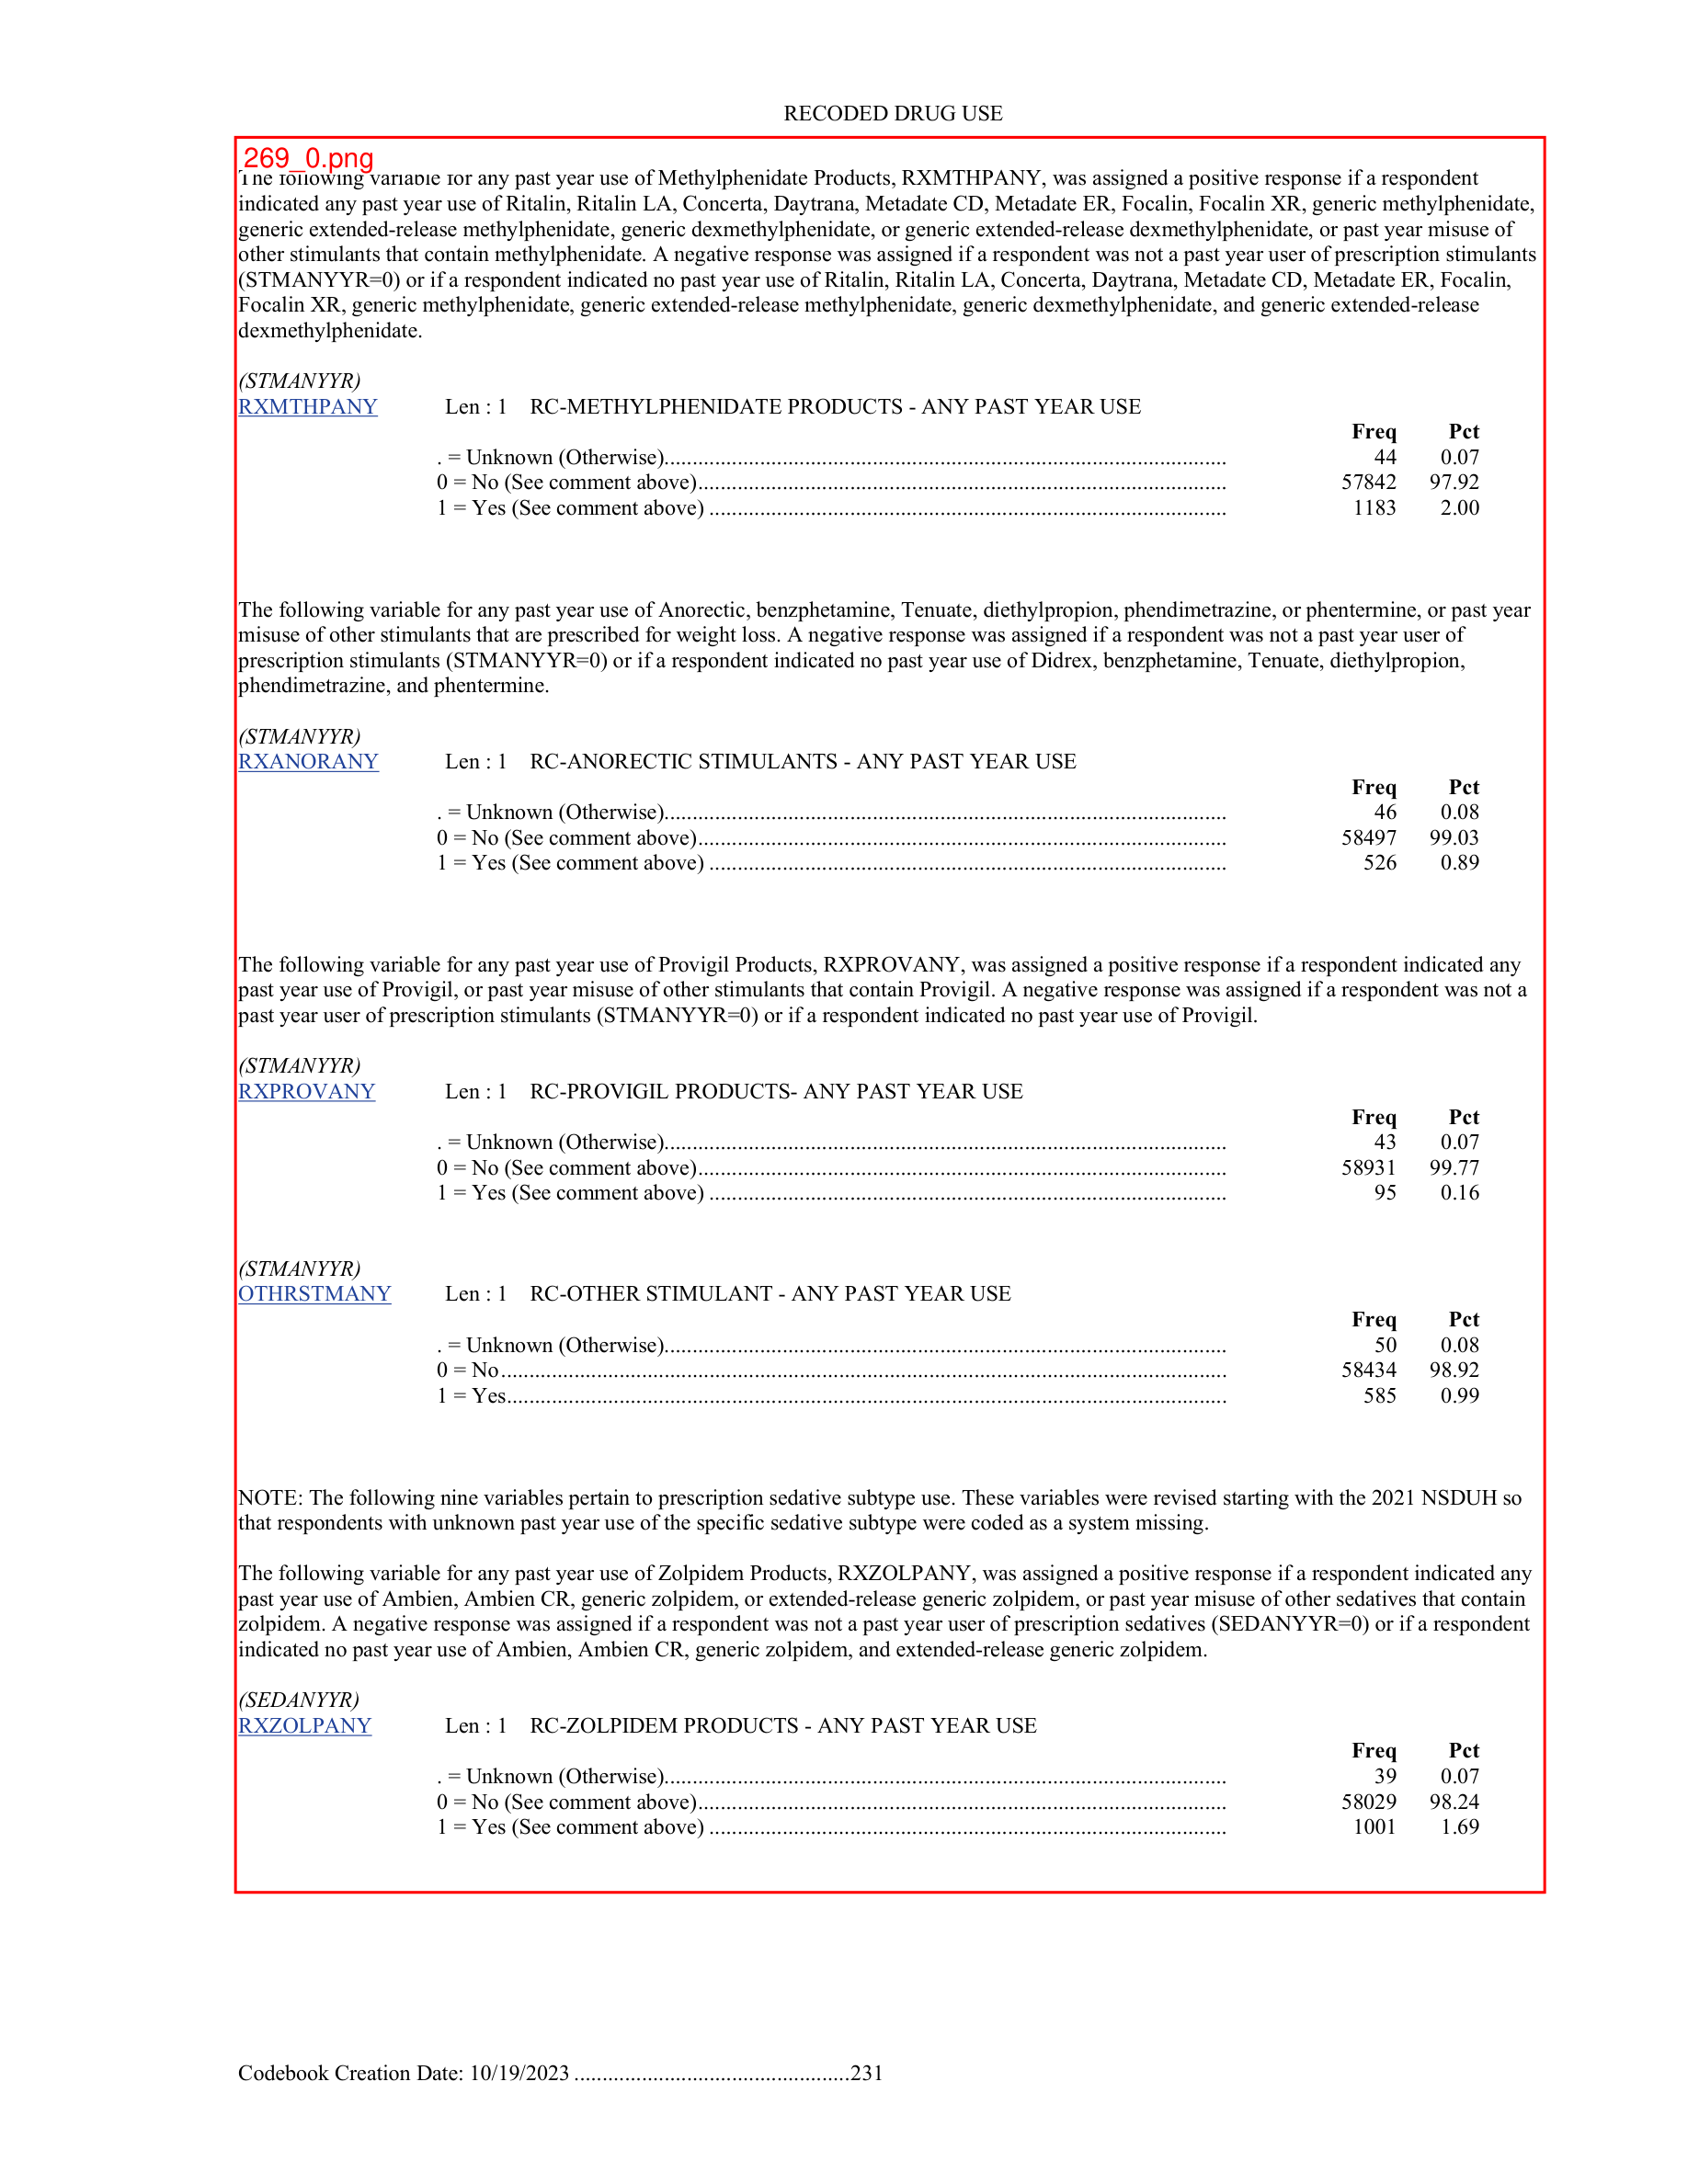 RECODED DRUG USE
269_0.png
The following variable for any past year use of Methylphenidate Products, RXMTHPANY, was assigned a positive response if a respondent
indicated any past year use of Ritalin, Ritalin LA, Concerta, Daytrana, Metadate CD, Metadate ER, Focalin, Focalin XR, generic methylphenidate,
generic extended-release methylphenidate, generic dexmethylphenidate, or generic extended-release dexmethylphenidate, or past year misuse of
other stimulants that contain methylphenidate. A negative response was assigned if a respondent was not a past year user of prescription stimulants
(STMANYYR=0) or if a respondent indicated no past year use of Ritalin, Ritalin LA, Concerta, Daytrana, Metadate CD, Metadate ER, Focalin,
Focalin XR, generic methylphenidate, generic extended-release methylphenidate, generic dexmethylphenidate, and generic extended-release
dexmethylphenidate.
(STMANYYR)
RXMTHPANY Len : 1 RC-METHYLPHENIDATE PRODUCTS - ANY PAST YEAR USE
Freq Pct
. = Unknown (Otherwise).................................................................................................... 44 0.07
0 = No (See comment above).............................................................................................. 57842 97.92
1 = Yes (See comment above) ............................................................................................ 1183 2.00
The following variable for any past year use of Anorectic, benzphetamine, Tenuate, diethylpropion, phendimetrazine, or phentermine, or past year
misuse of other stimulants that are prescribed for weight loss. A negative response was assigned if a respondent was not a past year user of
prescription stimulants (STMANYYR=0) or if a respondent indicated no past year use of Didrex, benzphetamine, Tenuate, diethylpropion,
phendimetrazine, and phentermine.
(STMANYYR)
RXANORANY Len : 1 RC-ANORECTIC STIMULANTS - ANY PAST YEAR USE
Freq Pct
. = Unknown (Otherwise).................................................................................................... 46 0.08
0 = No (See comment above).............................................................................................. 58497 99.03
1 = Yes (See comment above) ............................................................................................ 526 0.89
The following variable for any past year use of Provigil Products, RXPROVANY, was assigned a positive response if a respondent indicated any
past year use of Provigil, or past year misuse of other stimulants that contain Provigil. A negative response was assigned if a respondent was not a
past year user of prescription stimulants (STMANYYR=0) or if a respondent indicated no past year use of Provigil.
(STMANYYR)
RXPROVANY Len : 1 RC-PROVIGIL PRODUCTS- ANY PAST YEAR USE
Freq Pct
. = Unknown (Otherwise).................................................................................................... 43 0.07
0 = No (See comment above).............................................................................................. 58931 99.77
1 = Yes (See comment above) ............................................................................................ 95 0.16
(STMANYYR)
OTHRSTMANY Len : 1 RC-OTHER STIMULANT - ANY PAST YEAR USE
Freq Pct
. = Unknown (Otherwise).................................................................................................... 50 0.08
0 = No................................................................................................................................. 58434 98.92
1 = Yes................................................................................................................................ 585 0.99
NOTE: The following nine variables pertain to prescription sedative subtype use. These variables were revised starting with the 2021 NSDUH so
that respondents with unknown past year use of the specific sedative subtype were coded as a system missing.
The following variable for any past year use of Zolpidem Products, RXZOLPANY, was assigned a positive response if a respondent indicated any
past year use of Ambien, Ambien CR, generic zolpidem, or extended-release generic zolpidem, or past year misuse of other sedatives that contain
zolpidem. A negative response was assigned if a respondent was not a past year user of prescription sedatives (SEDANYYR=0) or if a respondent
indicated no past year use of Ambien, Ambien CR, generic zolpidem, and extended-release generic zolpidem.
(SEDANYYR)
RXZOLPANY Len : 1 RC-ZOLPIDEM PRODUCTS - ANY PAST YEAR USE
Freq Pct
. = Unknown (Otherwise).................................................................................................... 39 0.07
0 = No (See comment above).............................................................................................. 58029 98.24
1 = Yes (See comment above) ............................................................................................ 1001 1.69
Codebook Creation Date: 10/19/2023 .................................................231